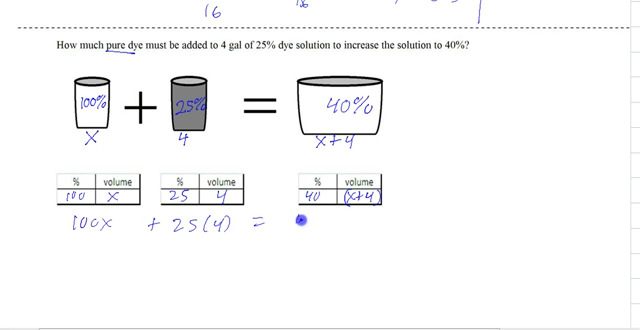 16
How much pure dye must be added to 4 gal of 25% dye solution to increase the solution to 40%?
100% + 25% = 40%
x 4 x+4
% volume % volume % volume
100 x 25 4 40 (x+4)
100x + 25(4) =